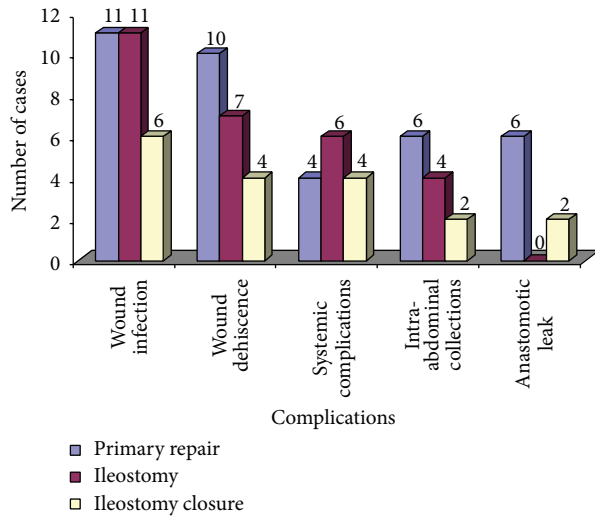 12
10
8
6
4
2
0
Number of cases
11 11
6
10
7
4
4
6
4
6
4
2
6
0
2
Wound
infection
Wound
dehiscence
Systemic
complications
Intra-
abdominal
collections
Anastomotic
leak
Complications
Primary repair
Ileostomy
Ileostomy closure